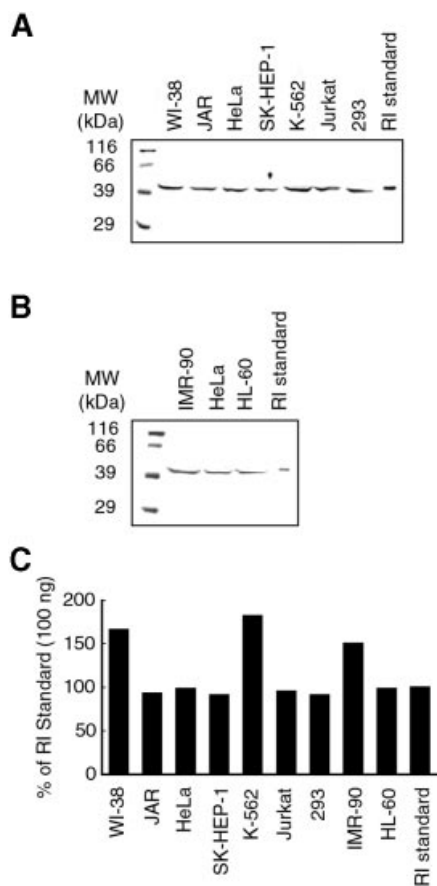 A
MW
(kDa)
WI-38
JAR
HeLa
SK-HEP-1
K-562
Jurkat
293
RI standard
116
66
39
29
B
MW
(kDa)
IMR-90
HeLa
HL-60
RI standard
116
66
39
29
C
% of RI Standard (100 ng)
200
150
100
50
0
WI-38
JAR
HeLa
SK-HEP-1
K-562
Jurkat
293
IMR-90
HL-60
RI standard